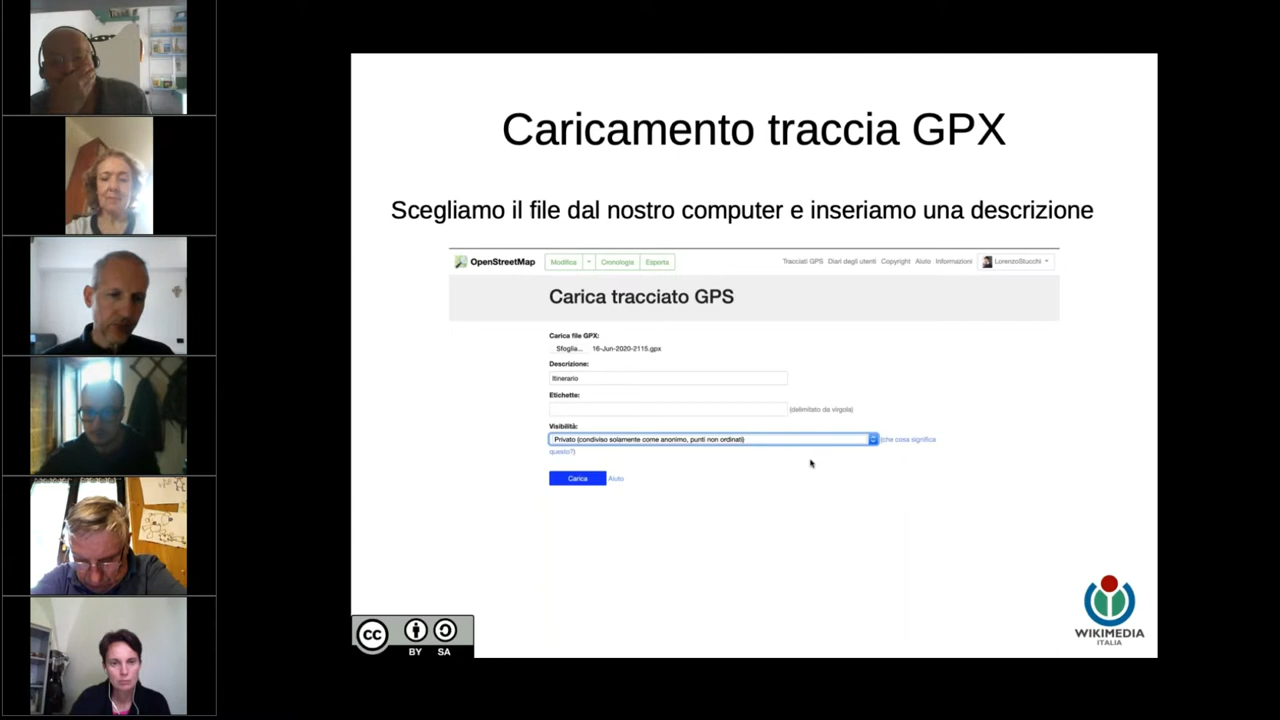 Caricamento traccia GPX
Scegliamo il file dal nostro computer e inseriamo una descrizione
OpenStreetMap Modifica Cronologia Esporta Tracciati GPS Diari degli utenti Copyright Aiuto Informazioni LorenzoStucchi
Carica tracciato GPS
Carica file GPX:
Sfoglia... 16-Jun-2020-2115.gpx
Descrizione:
Itinerario
Etichette:
(delimitato da virgola)
Visibilità:
Privato (condiviso solamente come anonimo, punti non ordinati) (che cosa significa
questo?)
Carica Aiuto
cc BY SA
WIKIMEDIA
ITALIA